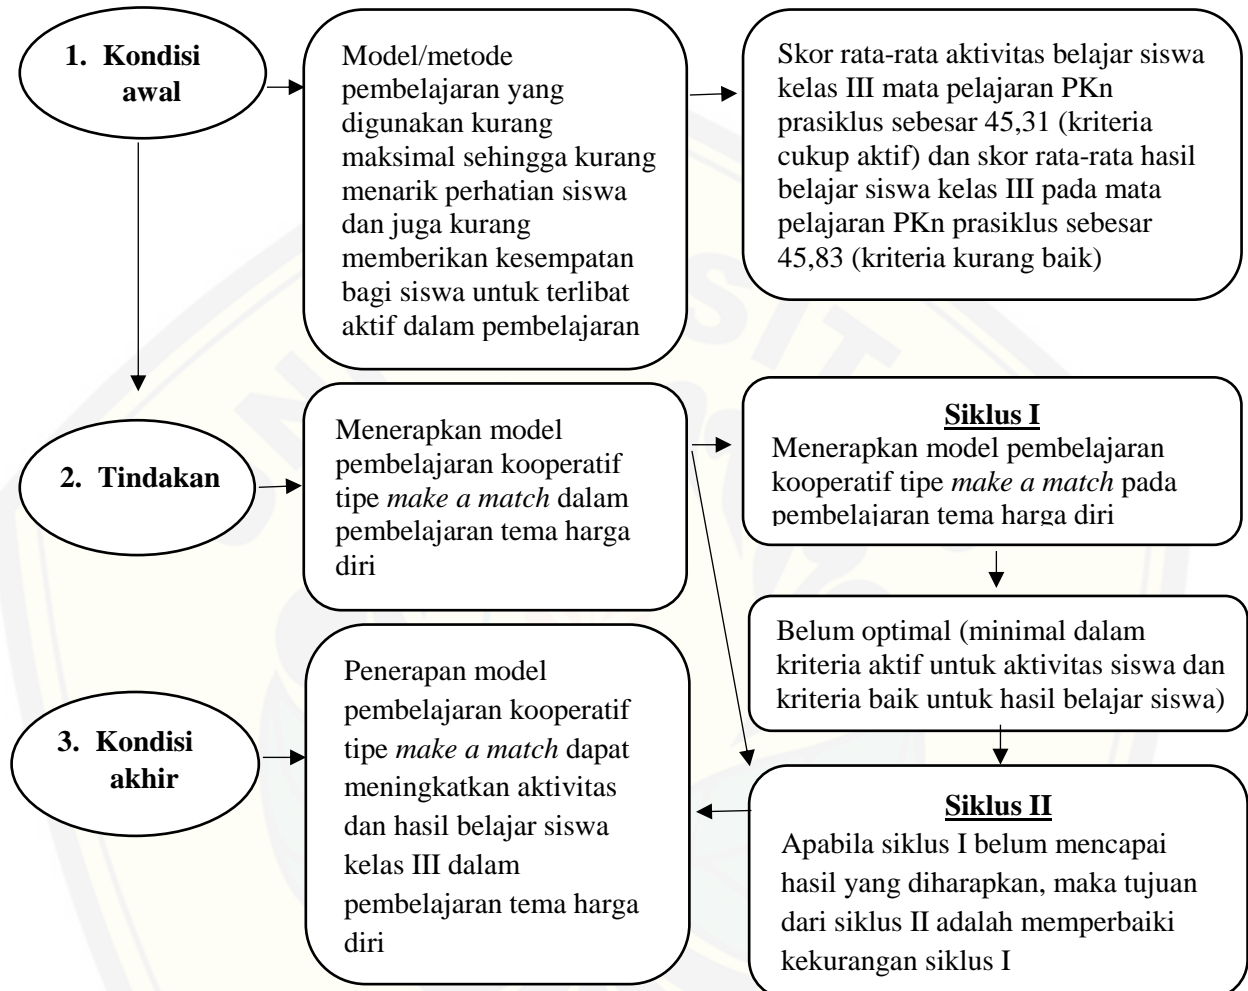 1. Kondisi
awal
Model/metode
pembelajaran yang
digunakan kurang
maksimal sehingga kurang
menarik perhatian siswa
dan juga kurang
memberikan kesempatan
bagi siswa untuk terlibat
aktif dalam pembelajaran
Skor rata-rata aktivitas belajar siswa
kelas III mata pelajaran PKn
prasiklus sebesar 45,31 (kriteria
cukup aktif) dan skor rata-rata hasil
belajar siswa kelas III pada mata
pelajaran PKn prasiklus sebesar
45,83 (kriteria kurang baik)
2. Tindakan
Menerapkan model
pembelajaran kooperatif
tipe make a match dalam
pembelajaran tema harga
diri
Siklus I
Menerapkan model pembelajaran
kooperatif tipe make a match pada
pembelajaran tema harga diri
Belum optimal (minimal dalam
kriteria aktif untuk aktivitas siswa dan
kriteria baik untuk hasil belajar siswa)
Siklus II
Apabila siklus I belum mencapai
hasil yang diharapkan, maka tujuan
dari siklus II adalah memperbaiki
kekurangan siklus I
3. Kondisi
akhir
Penerapan model
pembelajaran kooperatif
tipe make a match dapat
meningkatkan aktivitas
dan hasil belajar siswa
kelas III dalam
pembelajaran tema harga
diri